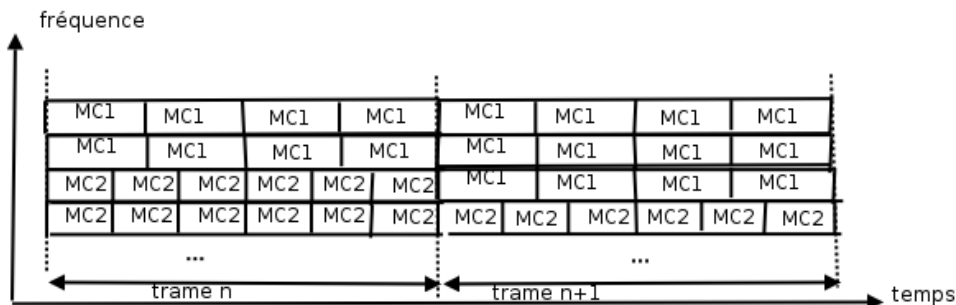 fréquence
MC1 MC1 MC1 MC1 MC1 MC1 MC1 MC1
MC1 MC1 MC1 MC1 MC1 MC1 MC1 MC1
MC2 MC2 MC2 MC2 MC2 MC2 MC1 MC1 MC1 MC1
MC2 MC2 MC2 MC2 MC2 MC2 MC2 MC2 MC2 MC2 MC2 MC2
... ...
trame n trame n+1 temps